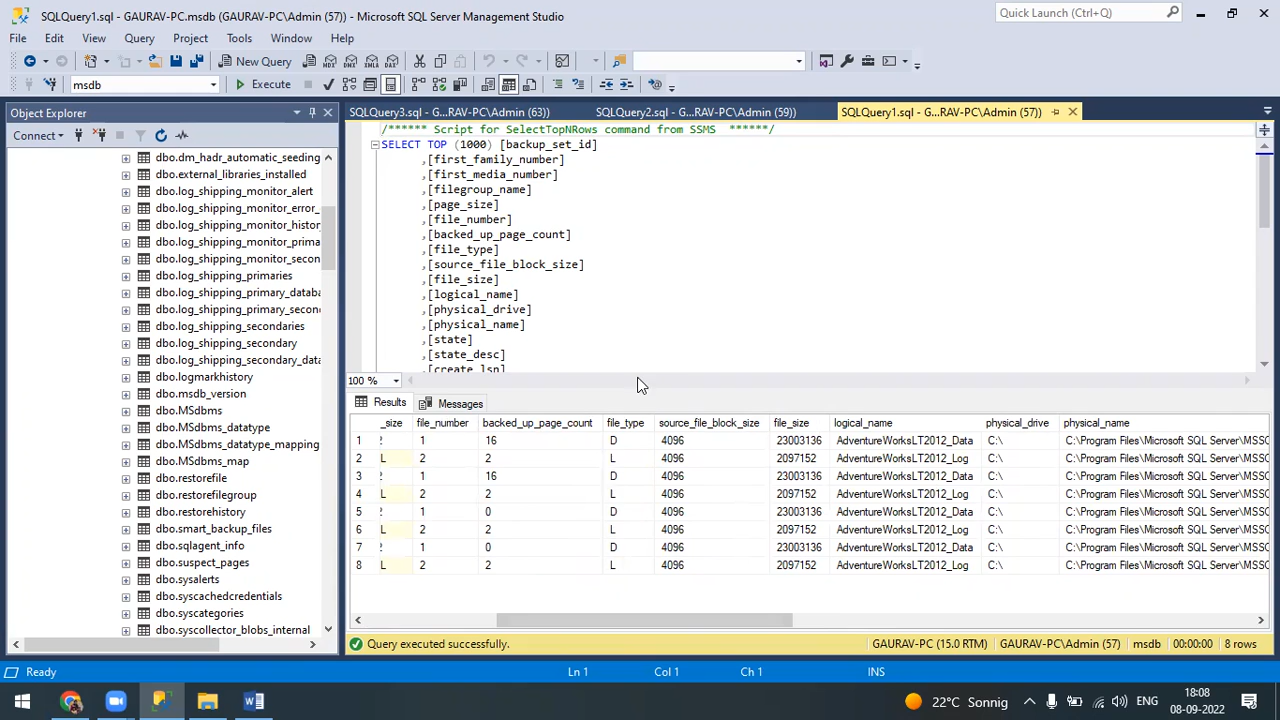 SQLQuery1.sql - GAURAV-PC.msdb (GAURAV-PC\Admin (57)) - Microsoft SQL Server Management Studio
Quick Launch (Ctrl+Q)
File Edit View Query Project Tools Window Help
New Query MDX DMX XMLA DAX
msdb Execute
Object Explorer
SQLQuery3.sql - G...RAV-PC\Admin (63)) SQLQuery2.sql - G...RAV-PC\Admin (59)) SQLQuery1.sql - G...RAV-PC\Admin (57))
Connect
dbo.dm_hadr_automatic_seeding
dbo.external_libraries_installed
dbo.log_shipping_monitor_alert
dbo.log_shipping_monitor_error_
dbo.log_shipping_monitor_histo
dbo.log_shipping_monitor_prima
dbo.log_shipping_monitor_secon
dbo.log_shipping_primaries
dbo.log_shipping_primary_databa
dbo.log_shipping_primary_secon
dbo.log_shipping_secondaries
dbo.log_shipping_secondary
dbo.log_shipping_secondary_data
dbo.logmarkhistory
dbo.msdb_version
dbo.MSdbms
dbo.MSdbms_datatype
dbo.MSdbms_datatype_mapping
dbo.MSdbms_map
dbo.restorefile
dbo.restorefilegroup
dbo.restorehistory
dbo.smart_backup_files
dbo.sqlagent_info
dbo.suspect_pages
dbo.sysalerts
dbo.syscachedcredentials
dbo.syscategories
dbo.syscollector_blobs_internal
/****** Script for SelectTopNRows command from SSMS ******/
SELECT TOP (1000) [backup_set_id]
,[first_family_number]
,[first_media_number]
,[filegroup_name]
,[page_size]
,[file_number]
,[backed_up_page_count]
,[file_type]
,[source_file_block_size]
,[file_size]
,[logical_name]
,[physical_drive]
,[physical_name]
,[state]
,[state_desc]
,[create_lsn]
100 %
Results Messages
_size file_number backed_up_page_count file_type source_file_block_size file_size logical_name physical_drive physical_name
1 2 1 16 D 4096 23003136 AdventureWorksLT2012_Data C:\ C:\Program Files\Microsoft SQL Server\MSS
2 L 2 2 L 4096 2097152 AdventureWorksLT2012_Log C:\ C:\Program Files\Microsoft SQL Server\MSS
3 2 1 16 D 4096 23003136 AdventureWorksLT2012_Data C:\ C:\Program Files\Microsoft SQL Server\MSS
4 L 2 2 L 4096 2097152 AdventureWorksLT2012_Log C:\ C:\Program Files\Microsoft SQL Server\MSS
5 2 1 0 D 4096 23003136 AdventureWorksLT2012_Data C:\ C:\Program Files\Microsoft SQL Server\MSS
6 L 2 2 L 4096 2097152 AdventureWorksLT2012_Log C:\ C:\Program Files\Microsoft SQL Server\MSS
7 2 1 0 D 4096 23003136 AdventureWorksLT2012_Data C:\ C:\Program Files\Microsoft SQL Server\MSS
8 L 2 2 L 4096 2097152 AdventureWorksLT2012_Log C:\ C:\Program Files\Microsoft SQL Server\MSS
Query executed successfully. GAURAV-PC (15.0 RTM) GAURAV-PC\Admin (57) msdb 00:00:00 8 rows
Ready Ln 1 Col 1 Ch 1 INS
22°C Sonnig ENG 18:08
08-09-2022